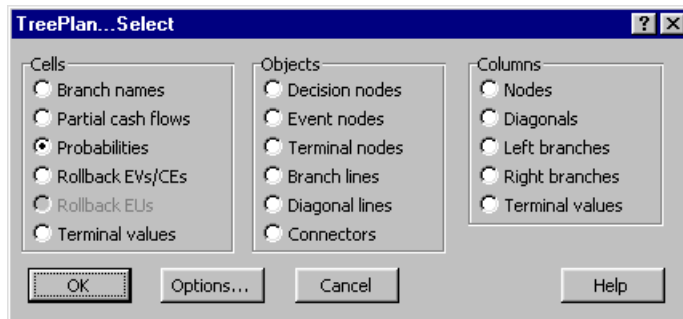 TreePlan...Select
Cells
Branch names
Partial cash flows
Probabilities
Rollback EVs/CEs
Rollback EUs
Terminal values
Objects
Decision nodes
Event nodes
Terminal nodes
Branch lines
Diagonal lines
Connectors
Columns
Nodes
Diagonals
Left branches
Right branches
Terminal values
OK
Options...
Cancel
Help